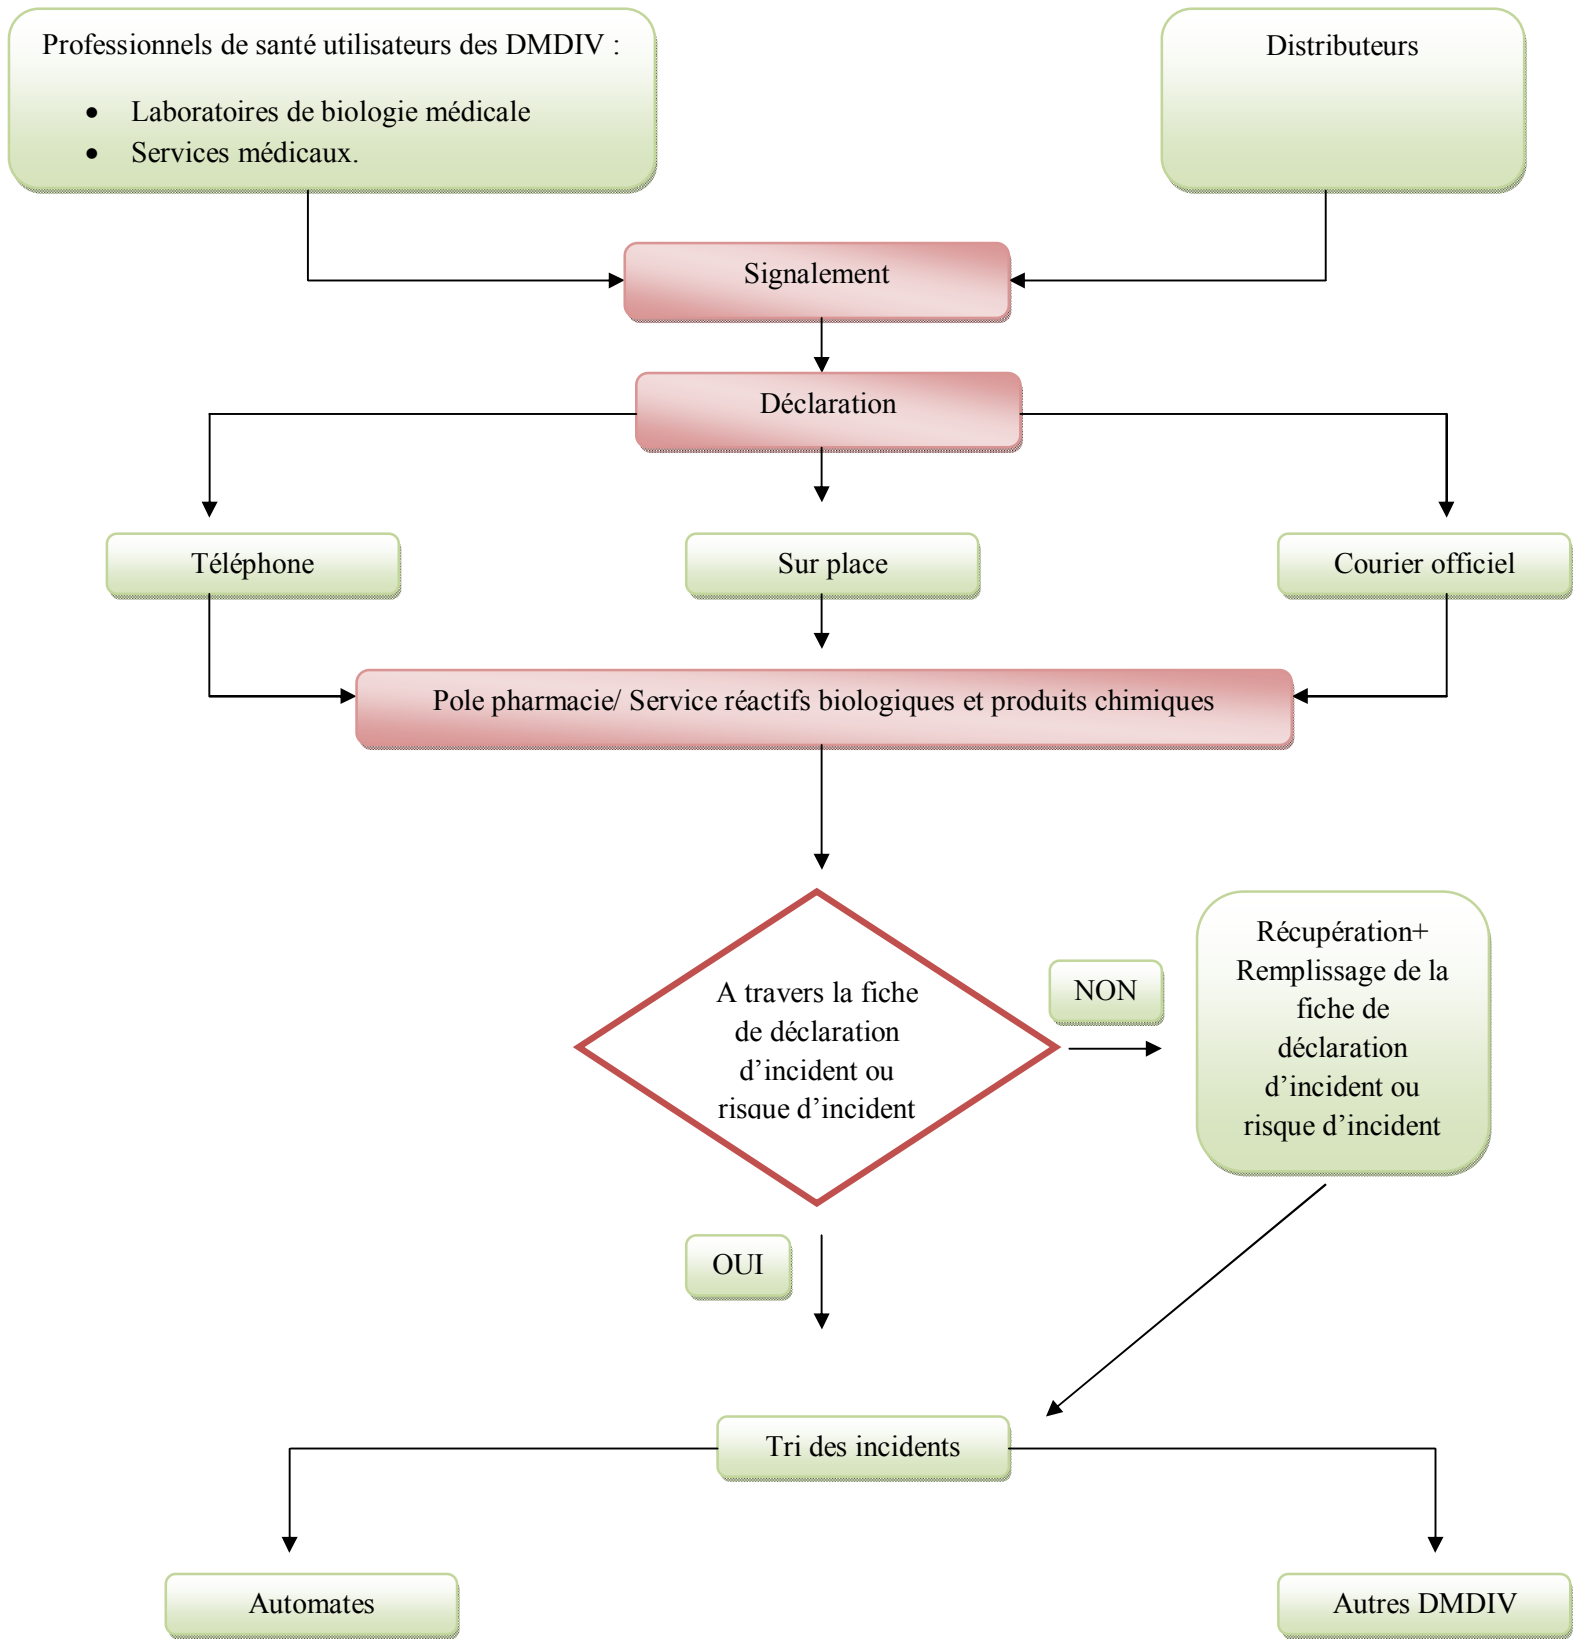 Professionnels de santé utilisateurs des DMDIV :
• Laboratoires de biologie médicale
• Services médicaux.
Distributeurs
Signalement
Déclaration
Téléphone
Sur place
Courier officiel
Pole pharmacie/ Service réactifs biologiques et produits chimiques
A travers la fiche
de déclaration
d’incident ou
risque d’incident
NON
Récupération+
Remplissage de la
fiche de
déclaration
d’incident ou
risque d’incident
OUI
Tri des incidents
Automates
Autres DMDIV